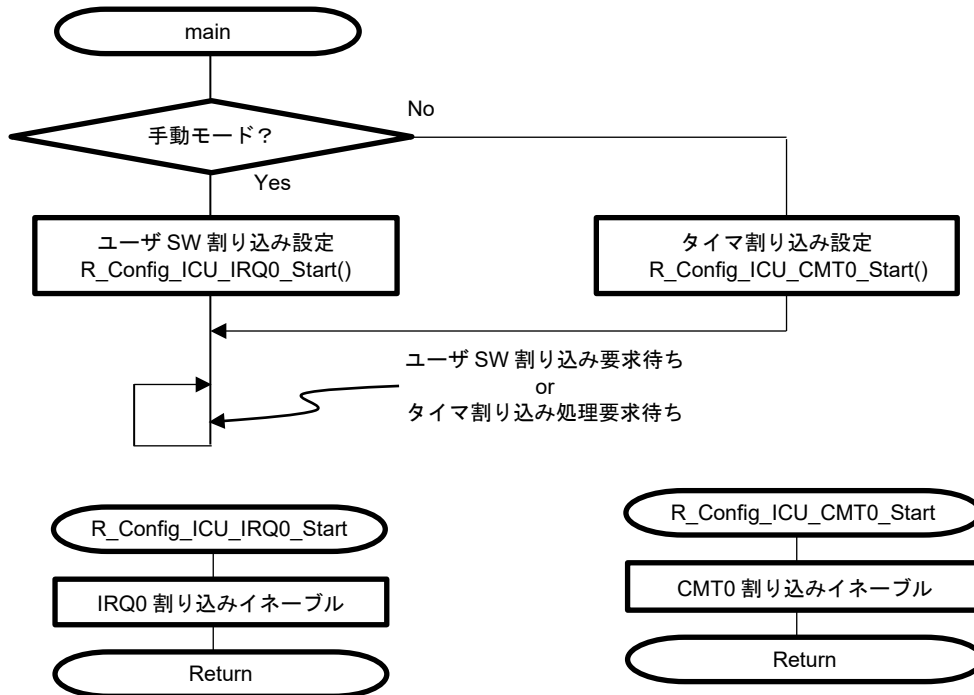 main
手動モード？
No
Yes
ユーザ SW 割り込み設定
R_Config_ICU_IRQ0_Start()
タイマ割り込み設定
R_Config_ICU_CMT0_Start()
ユーザ SW 割り込み要求待ち
or
タイマ割り込み処理要求待ち
R_Config_ICU_IRQ0_Start
IRQ0 割り込みイネーブル
Return
R_Config_ICU_CMT0_Start
CMT0 割り込みイネーブル
Return